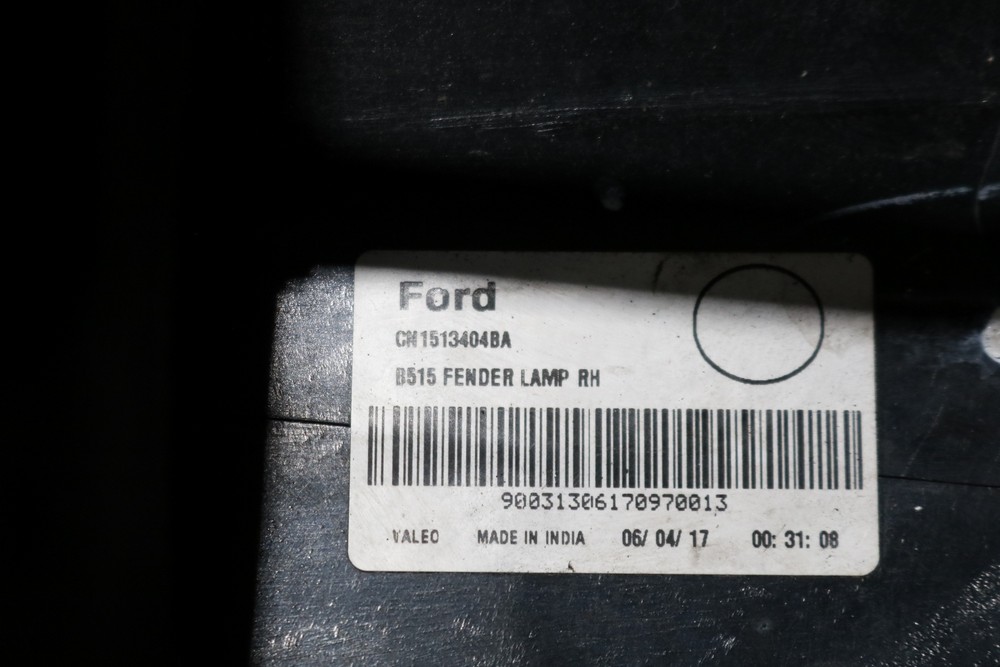 Ford
CN1513404BA
B515 FENDER LAMP RH
90031306170970013
VALEO MADE IN INDIA 06/ 04/ 17 00: 31: 08